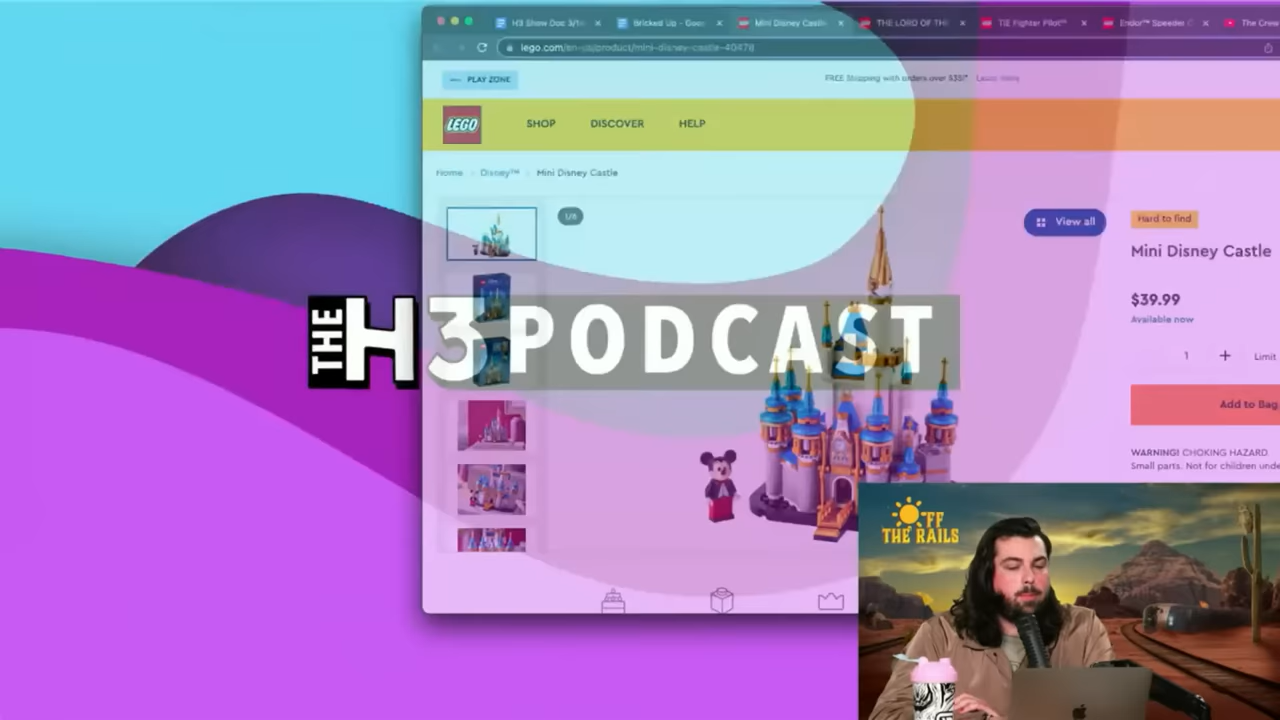 H3 Show Doc 3/1
Bricked Up - Goo
Mini Disney Castle
THE LORD OF TH
TIE Fighter Pilot™
Endor™ Speeder C
The Crew
lego.com/en-us/product/mini-disney-castle-40478
PLAY ZONE
FREE Shipping with orders over $35!* Learn more
LEGO
SHOP
DISCOVER
HELP
Home
Disney™
Mini Disney Castle
1/8
View all
Hard to find
Mini Disney Castle
$39.99
Available now
1 + Limit
Add to Bag
WARNING! CHOKING HAZARD.
Small parts. Not for children unde
THE H3 PODCAST
OFF
THE RAILS